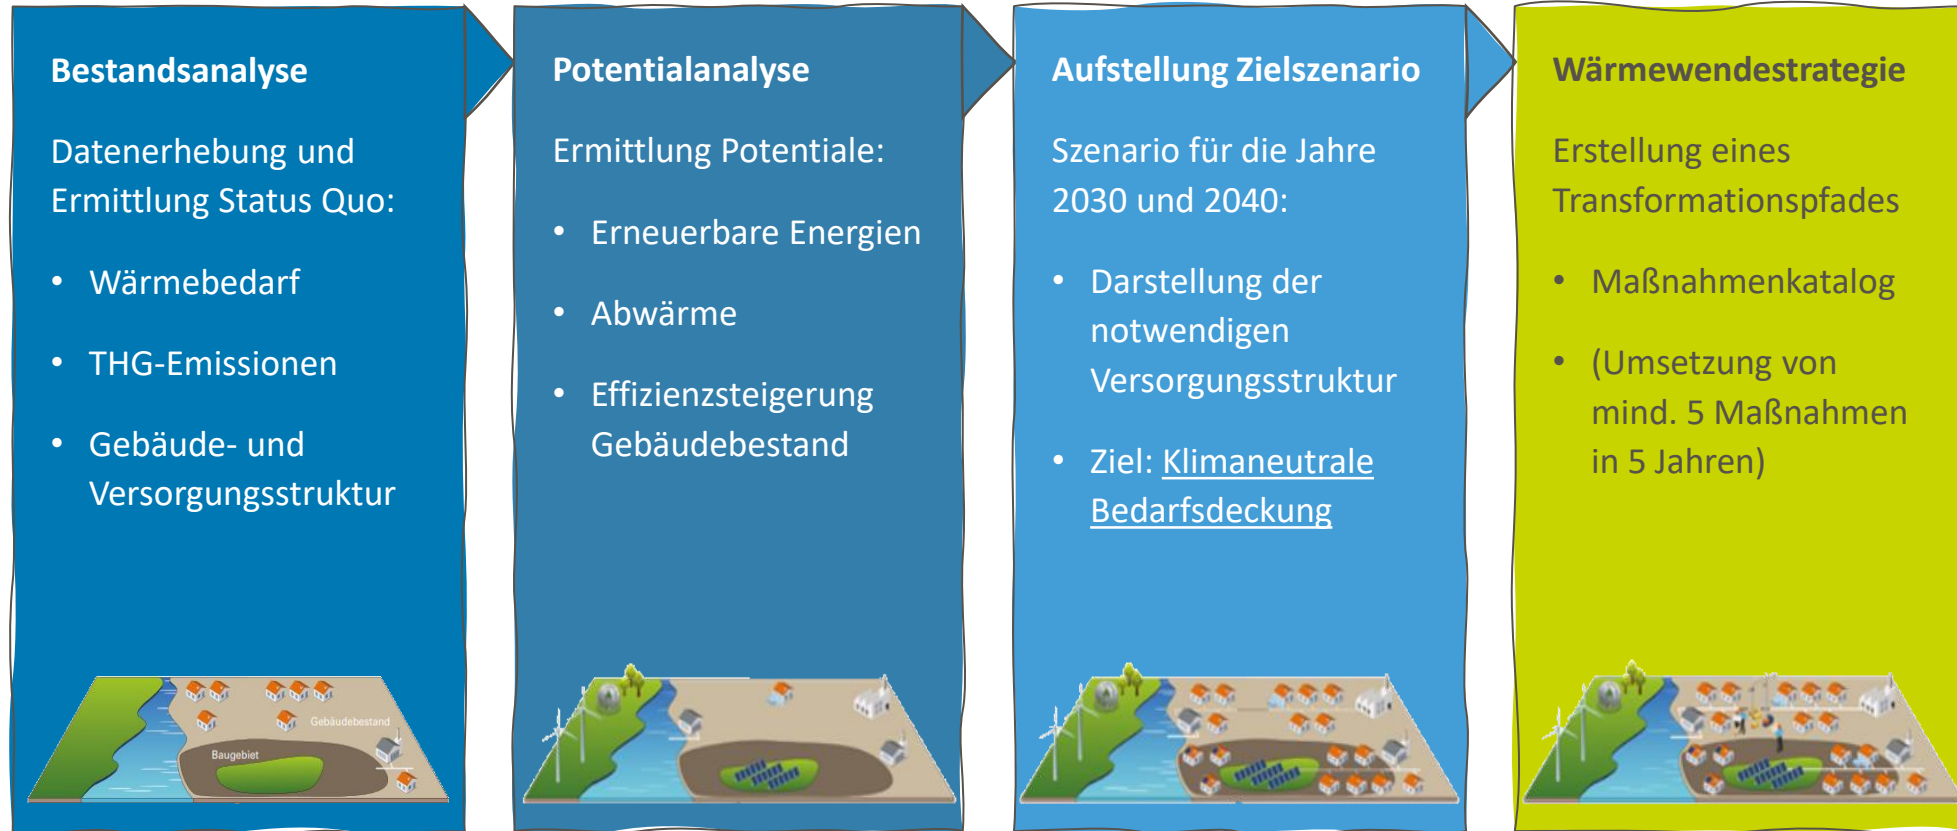 Bestandsanalyse
Datenerhebung und
Ermittlung Status Quo:
• Wärmebedarf
• THG-Emissionen
• Gebäude- und
Versorgungsstruktur
Gebäudebestand
Baugebiet
Potentialanalyse
Ermittlung Potentiale:
• Erneuerbare Energien
• Abwärme
• Effizienzsteigerung
Gebäudebestand
Aufstellung Zielszenario
Szenario für die Jahre
2030 und 2040:
• Darstellung der
notwendigen
Versorgungsstruktur
• Ziel: Klimaneutrale
Bedarfsdeckung
Wärmewendestrategie
Erstellung eines
Transformationspfades
• Maßnahmenkatalog
• (Umsetzung von
mind. 5 Maßnahmen
in 5 Jahren)